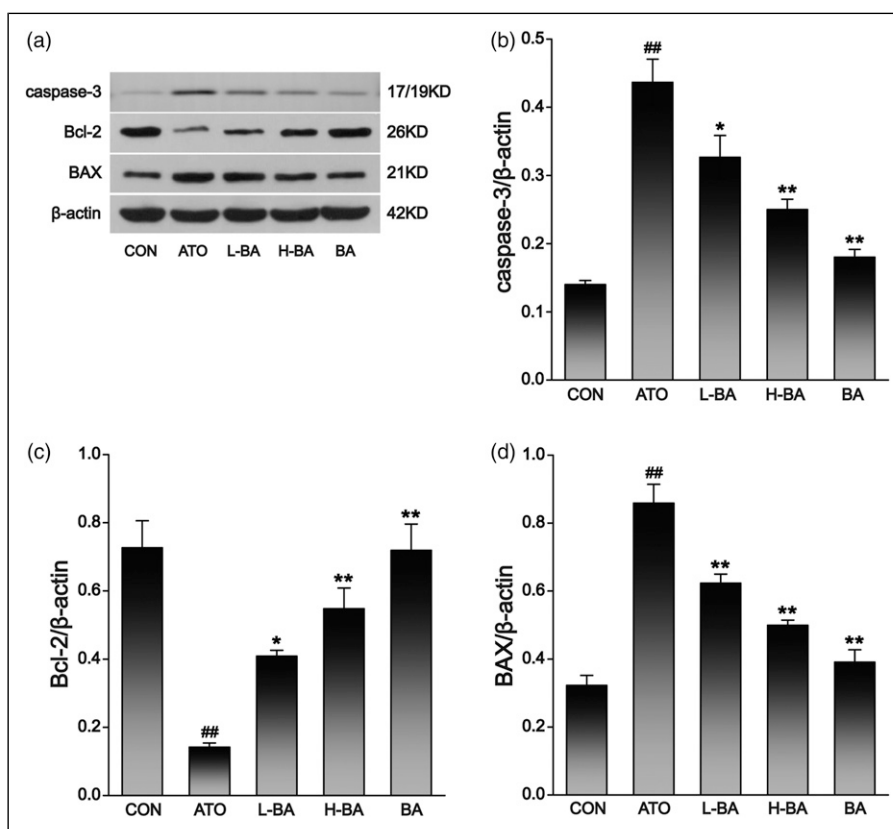 (a)
caspase-3 17/19KD
Bcl-2 26KD
BAX 21KD
β-actin 42KD
CON ATO L-BA H-BA BA
(b)
caspase-3/β-actin
0.5
0.4
0.3
0.2
0.1
0.0
##
*
**
**
CON ATO L-BA H-BA BA
(c)
Bcl-2/β-actin
1.0
0.8
0.6
0.4
0.2
0.0
##
*
**
**
CON ATO L-BA H-BA BA
(d)
BAX/β-actin
1.0
0.8
0.6
0.4
0.2
0.0
##
**
**
**
CON ATO L-BA H-BA BA